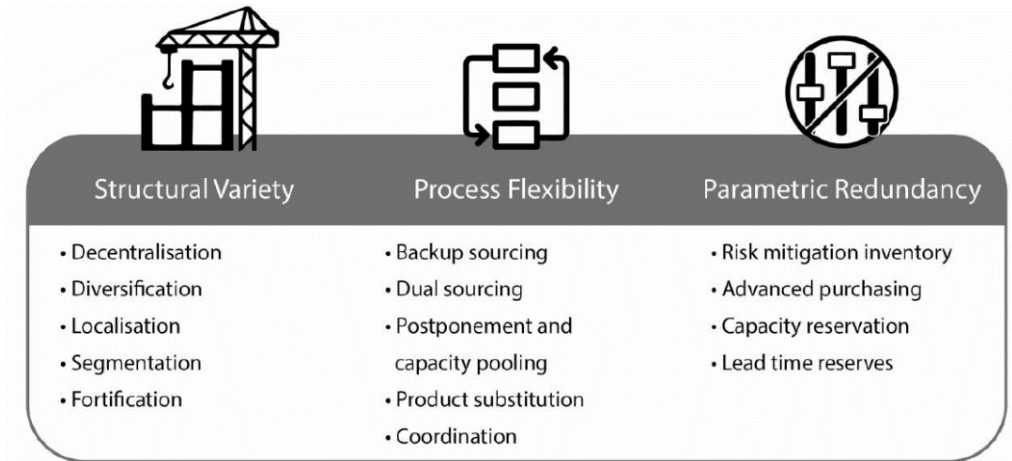 Structural Variety
• Decentralisation
• Diversification
• Localisation
• Segmentation
• Fortification
Process Flexibility
• Backup sourcing
• Dual sourcing
• Postponement and
capacity pooling
• Product substitution
• Coordination
Parametric Redundancy
• Risk mitigation inventory
• Advanced purchasing
• Capacity reservation
• Lead time reserves